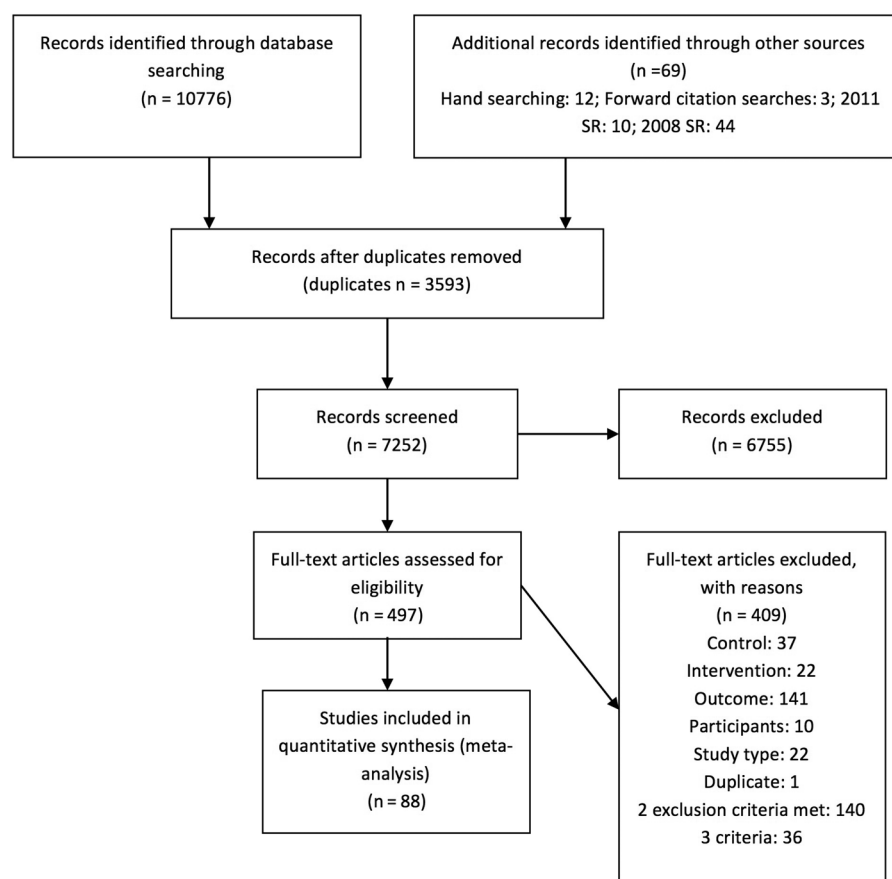 Records identified through database
searching
(n = 10776)
Additional records identified through other sources
(n =69)
Hand searching: 12; Forward citation searches: 3; 2011
SR: 10; 2008 SR: 44
Records after duplicates removed
(duplicates n = 3593)
Records screened
(n = 7252)
Records excluded
(n = 6755)
Full-text articles assessed for
eligibility
(n = 497)
Full-text articles excluded,
with reasons
(n = 409)
Control: 37
Intervention: 22
Outcome: 141
Participants: 10
Study type: 22
Duplicate: 1
2 exclusion criteria met: 140
3 criteria: 36
Studies included in
quantitative synthesis (meta-
analysis)
(n = 88)